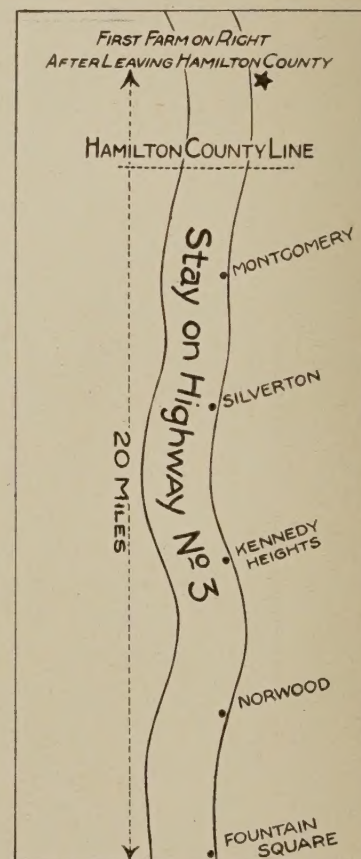 FIRST FARM ON RIGHT
AFTER LEAVING HAMILTON COUNTY
HAMILTON COUNTY LINE
MONTGOMERY
Stay on Highway Nº 3
SILVERTON
20 MILES
KENNEDY
HEIGHTS
NORWOOD
FOUNTAIN
SQUARE